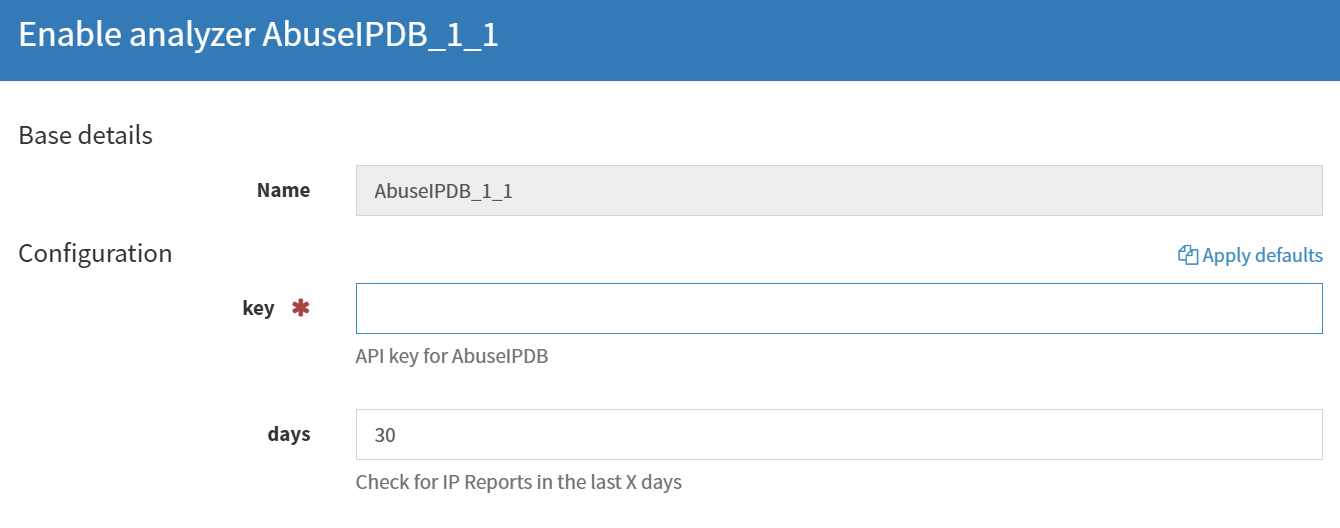 Enable analyzer AbuseIPDB_1_1
Base details
Name
AbuseIPDB_1_1
Configuration
Apply defaults
key *
API key for AbuseIPDB
days
30
Check for IP Reports in the last X days